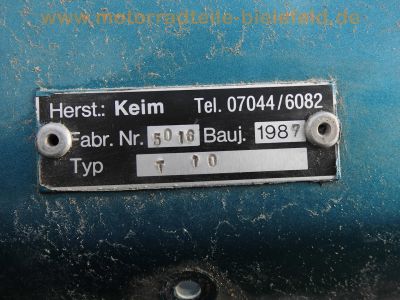 www.motorradteile-bielefeld.de
Herst.: Keim Tel. 07044/6082
Fabr. Nr. 5016 Bauj. 1987
Typ T 10